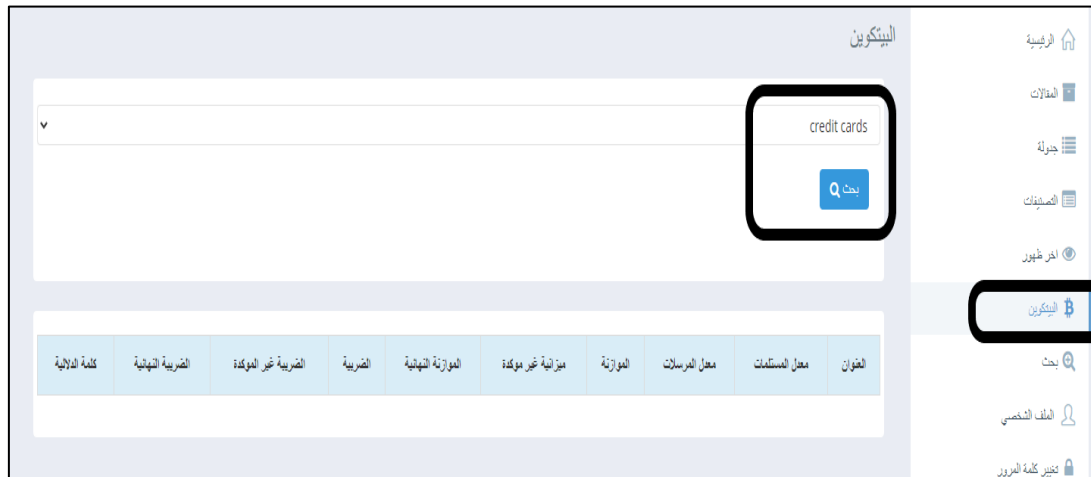 الرئيسية
المقالات
جدولة
التصنيفات
اخر ظهور
البيتكوين
بحث
الملف الشخصي
تغيير كلمة المرور
البيتكوين
credit cards
بحث
العنوان معدل المستلمات معدل المرسلات الموازنة ميزانية غير موكدة الموازنة النهائية الضريبة الضريبة غير الموكدة الضريبة النهائية كلمة الدلالية